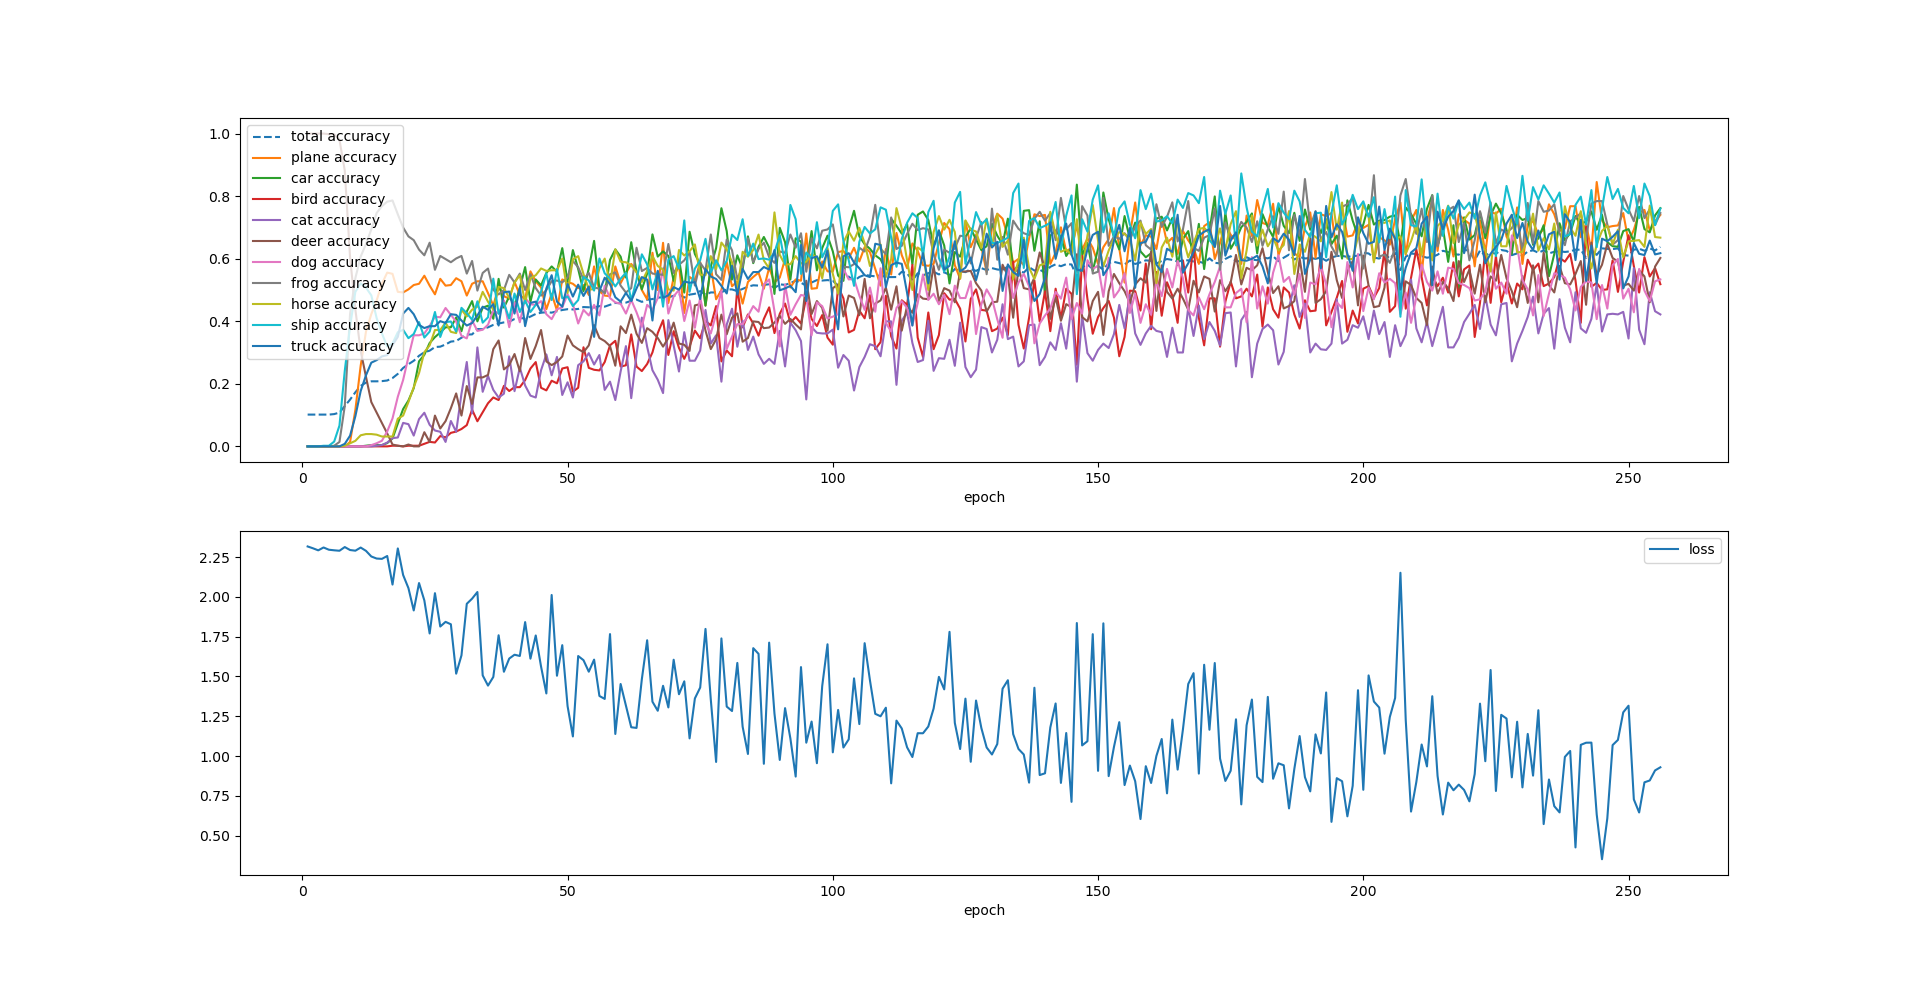 1.0
0.8
0.6
0.4
0.2
0.0
total accuracy
plane accuracy
car accuracy
bird accuracy
cat accuracy
deer accuracy
dog accuracy
frog accuracy
horse accuracy
ship accuracy
truck accuracy
0 50 100 150 200 250
epoch
2.25
2.00
1.75
1.50
1.25
1.00
0.75
0.50
loss
0 50 100 150 200 250
epoch